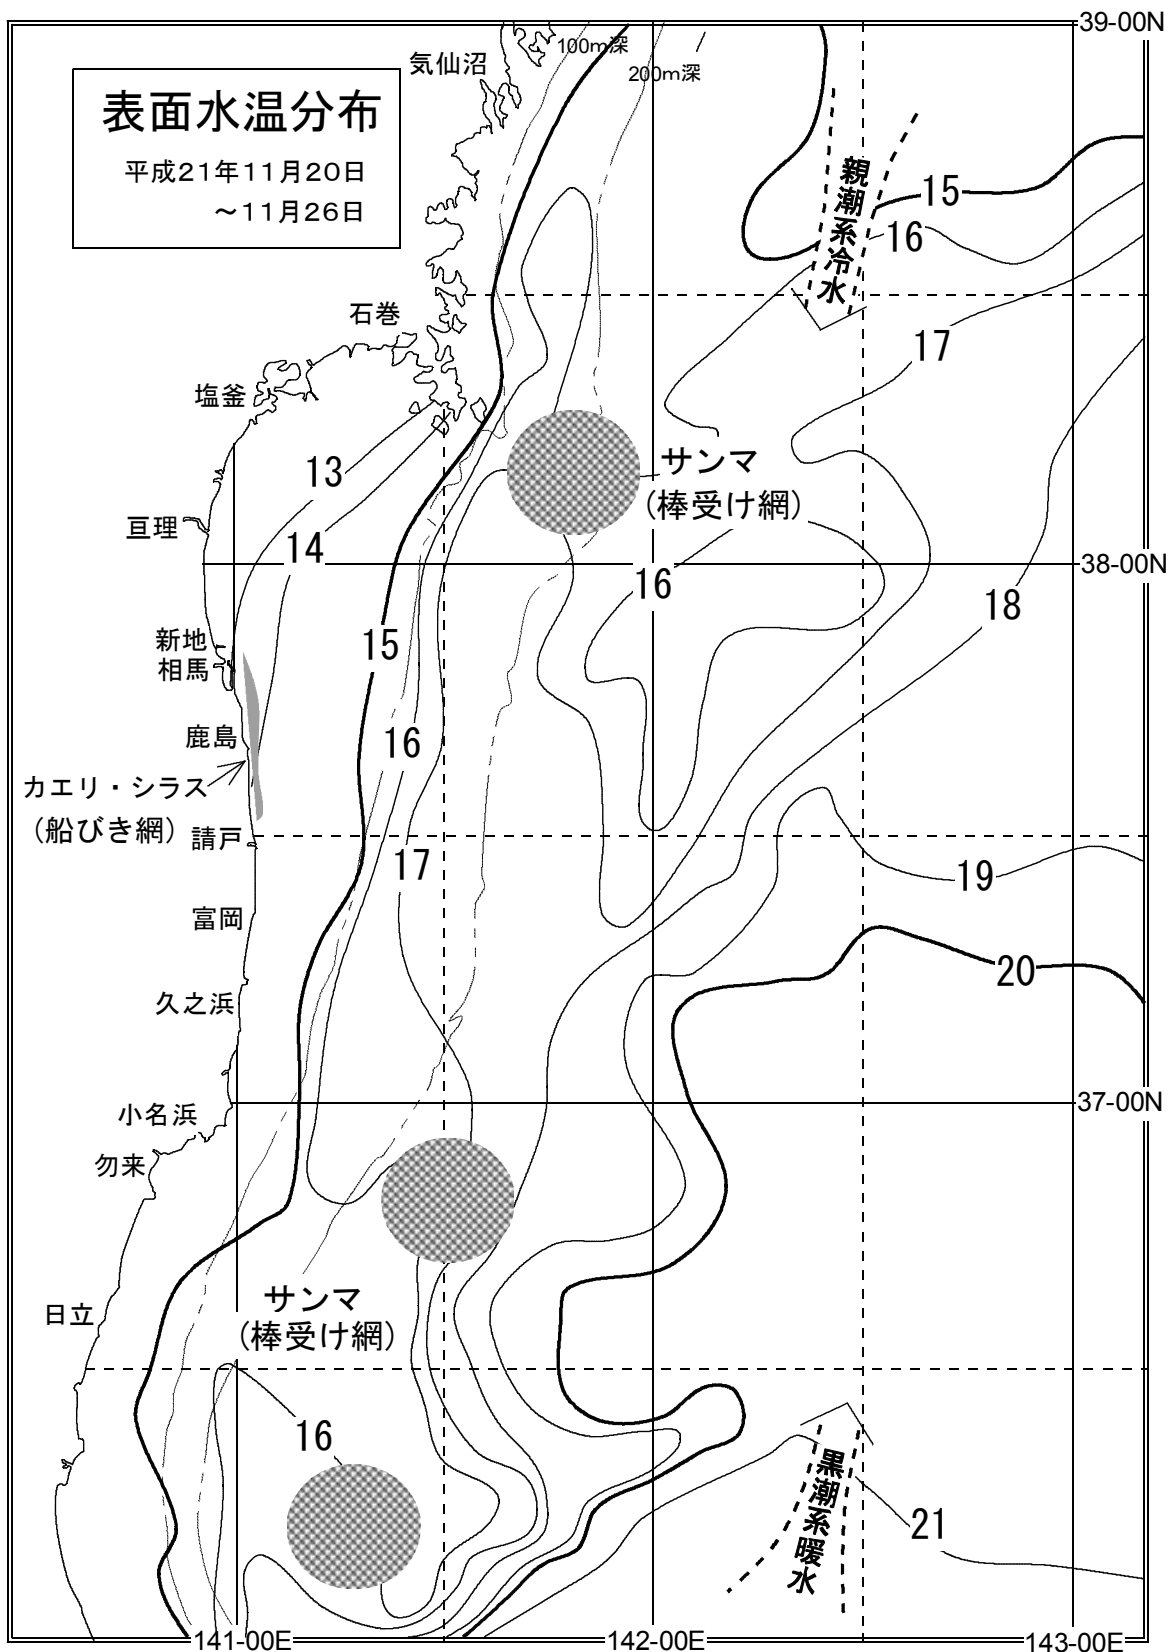 39-00N
100m深
気仙沼
200m深
表面水温分布
平成21年11月20日
～11月26日
親潮系冷水
15
16
石巻
17
塩釜
13
サンマ
(棒受け網)
亘理
14
38-00N
16
18
新地
15
相馬
鹿島
16
カエリ・シラス
(船びき網)
請戸
17
19
富岡
20
久之浜
37-00N
小名浜
勿来
サンマ
(棒受け網)
日立
16
黒潮系暖水
21
141-00E
142-00E
143-00E